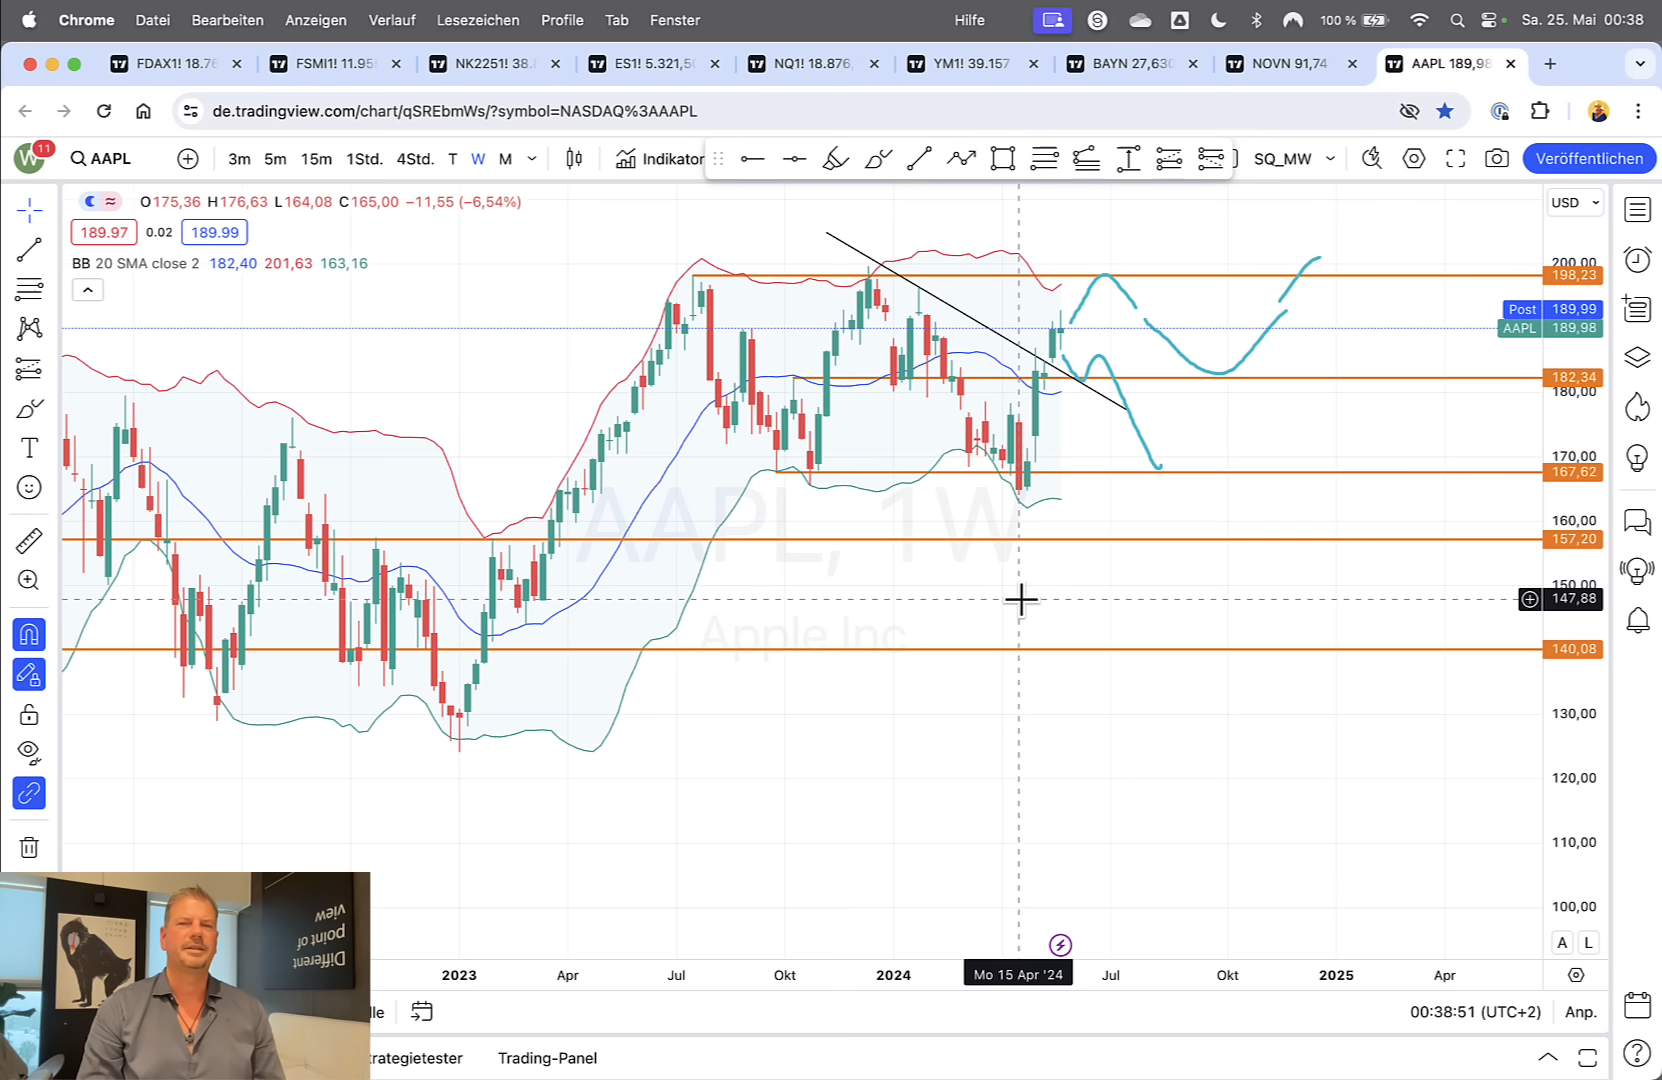 Chrome Datei Bearbeiten Anzeigen Verlauf Lesezeichen Profile Tab Fenster Hilfe 100 % Sa. 25. Mai 00:38
FDAX1! 18.76 FSMI1! 11.95 NK2251! 38. ES1! 5.321,5 NQ1! 18.876, YM1! 39.157 BAYN 27,630 NOVN 91,74 AAPL 189,98
de.tradingview.com/chart/qSREbmWs/?symbol=NASDAQ%3AAAPL
W 11 AAPL 3m 5m 15m 1Std. 4Std. T W M Indikator SQ_MW Veröffentlichen
O175,36 H176,63 L164,08 C165,00 −11,55 (−6,54%)
USD
189.97 0.02 189.99
BB 20 SMA close 2 182,40 201,63 163,16
200,00
198,23
Post 189,99
AAPL 189,98
182,34
180,00
170,00
167,62
160,00
157,20
150,00
147,88
140,08
130,00
120,00
110,00
100,00
AAPL, 1W
Apple Inc
A L
2023 Apr Jul Okt 2024 Mo 15 Apr '24 Jul Okt 2025 Apr
lle 00:38:51 (UTC+2) Anp.
trategietester Trading-Panel
Different
point of
view